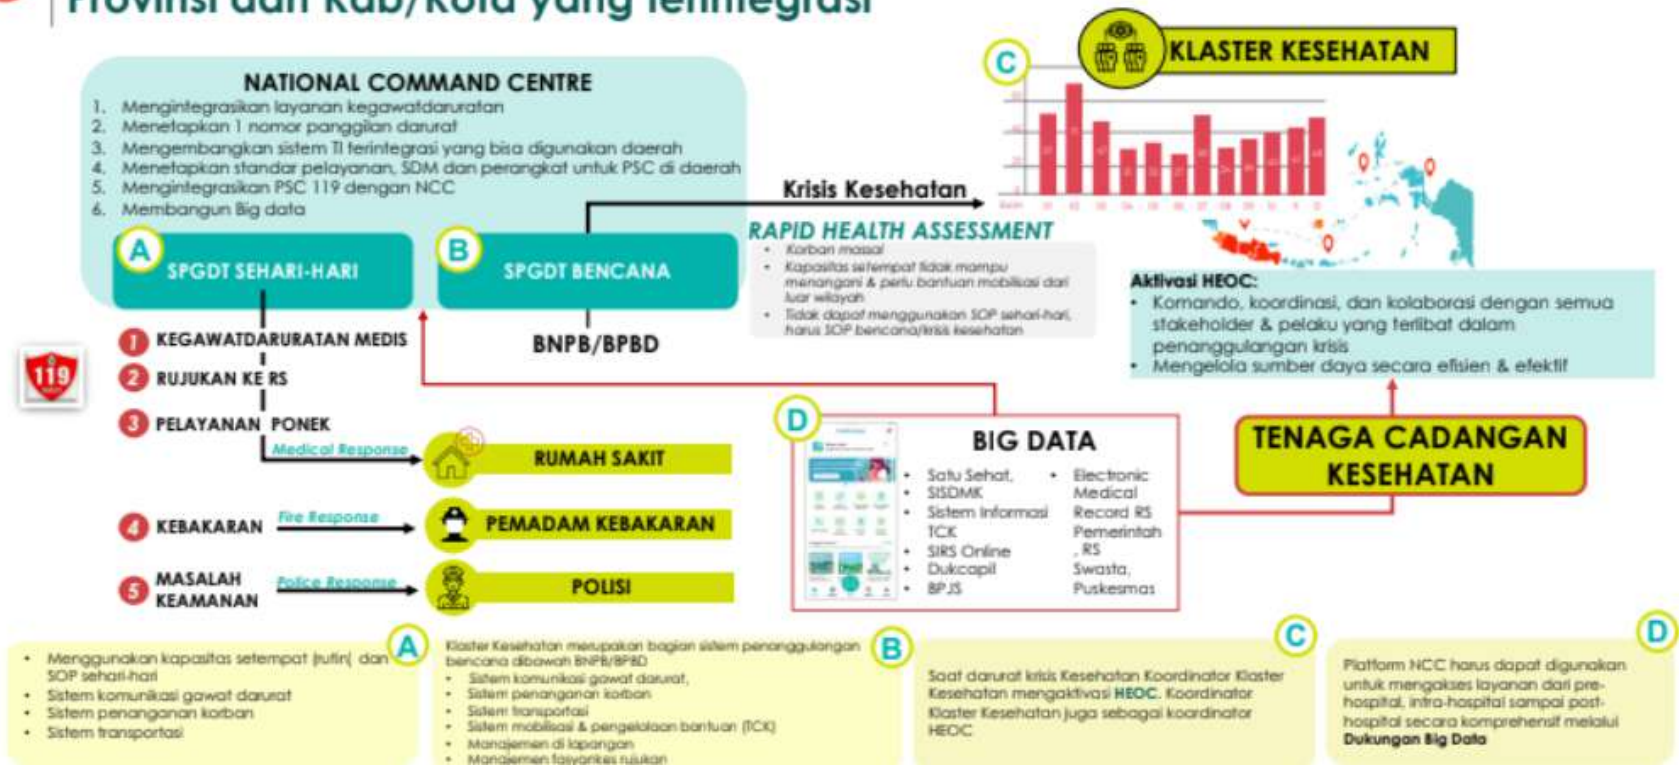 Provinsi dan Kab/Kota yang terintegrasi
NATIONAL COMMAND CENTRE
1. Mengintegrasikan layanan kegawatdaruratan
2. Menetapkan 1 nomor panggilan darurat
3. Mengembangkan sistem TI terintegrasi yang bisa digunakan daerah
4. Menetapkan standar pelayanan, SDM dan perangkat untuk PSC di daerah
5. Mengintegrasikan PSC 119 dengan NCC
6. Membangun Big data
A
SPGDT SEHARI-HARI
B
SPGDT BENCANA
BNPB/BPBD
Krisis Kesehatan
RAPID HEALTH ASSESSMENT
• Korban massal
• Kapasitas setempat tidak mampu
menangani & perlu bantuan mobilisasi dari
luar wilayah
• Tidak dapat menggunakan SOP sehari-hari,
harus SOP bencana/krisis kesehatan
C
KLASTER KESEHATAN
Aktivasi HEOC:
• Komando, koordinasi, dan kolaborasi dengan semua
stakeholder & pelaku yang terlibat dalam
penanggulangan krisis
• Mengelola sumber daya secara efisien & efektif
TENAGA CADANGAN
KESEHATAN
119
1 KEGAWATDARURATAN MEDIS
2 RUJUKAN KE RS
3 PELAYANAN PONEK
Medical Response
RUMAH SAKIT
4 KEBAKARAN
Fire Response
PEMADAM KEBAKARAN
5 MASALAH
KEAMANAN
Police Response
POLISI
D
BIG DATA
• Satu Sehat,
• SISDMK
• Sistem Informasi
TCK
• SIRS Online
• Dukcapil
• BPJS
• Electronic
Medical
Record RS
Pemerintah
, RS
Swasta,
Puskesmas
A
• Menggunakan kapasitas setempat (rutin( dan
SOP sehari-hari
• Sistem komunikasi gawat darurat
• Sistem penanganan korban
• Sistem transportasi
B
Klaster Kesehatan merupakan bagian sistem penanggulangan
bencana dibawah BNPB/BPBD
• Sistem komunikasi gawat darurat,
• Sistem penanganan korban
• Sistem transportasi
• Sistem mobilisasi & pengelolaan bantuan (TCK)
• Manajemen di lapangan
• Manajemen fasyankes rujukan
C
Saat darurat krisis Kesehatan Koordinator Klaster
Kesehatan mengaktivasi HEOC. Koordinator
Klaster Kesehatan juga sebagai koordinator
HEOC
D
Platform NCC harus dapat digunakan
untuk mengakses layanan dari pre-
hospital, intra-hospital sampai post-
hospital secara komprehensif melalui
Dukungan Big Data